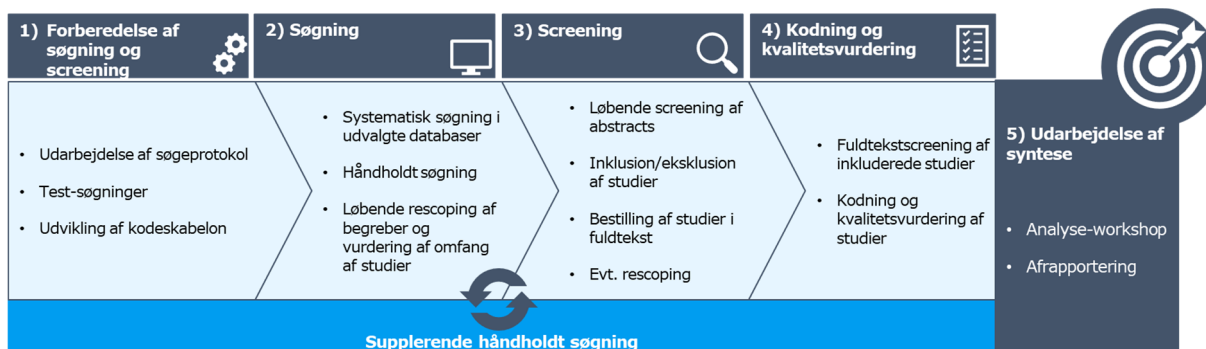 1) Forberedelse af
søgning og
screening
2) Søgning
3) Screening
4) Kodning og
kvalitetsvurdering
• Udarbejdelse af søgeprotokol
• Test-søgninger
• Udvikling af kodeskabelon
• Systematisk søgning i
udvalgte databaser
• Håndholdt søgning
• Løbende rescoping af
begreber og
vurdering af omfang
af studier
• Løbende screening af
abstracts
• Inklusion/eksklusion
af studier
• Bestilling af studier i
fuldtekst
• Evt. rescoping
• Fuldtekstscreening af
inkluderede studier
• Kodning og
kvalitetsvurdering af
studier
5) Udarbejdelse af
syntese
• Analyse-workshop
• Afrapportering
Supplerende håndholdt søgning